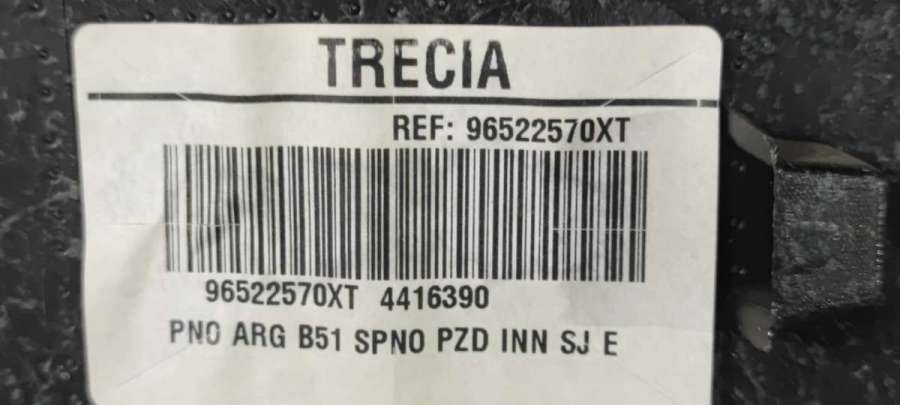 TRECIA
REF: 96522570XT
96522570XT 4416390
PNO ARG B51 SPNO PZD INN SJ E